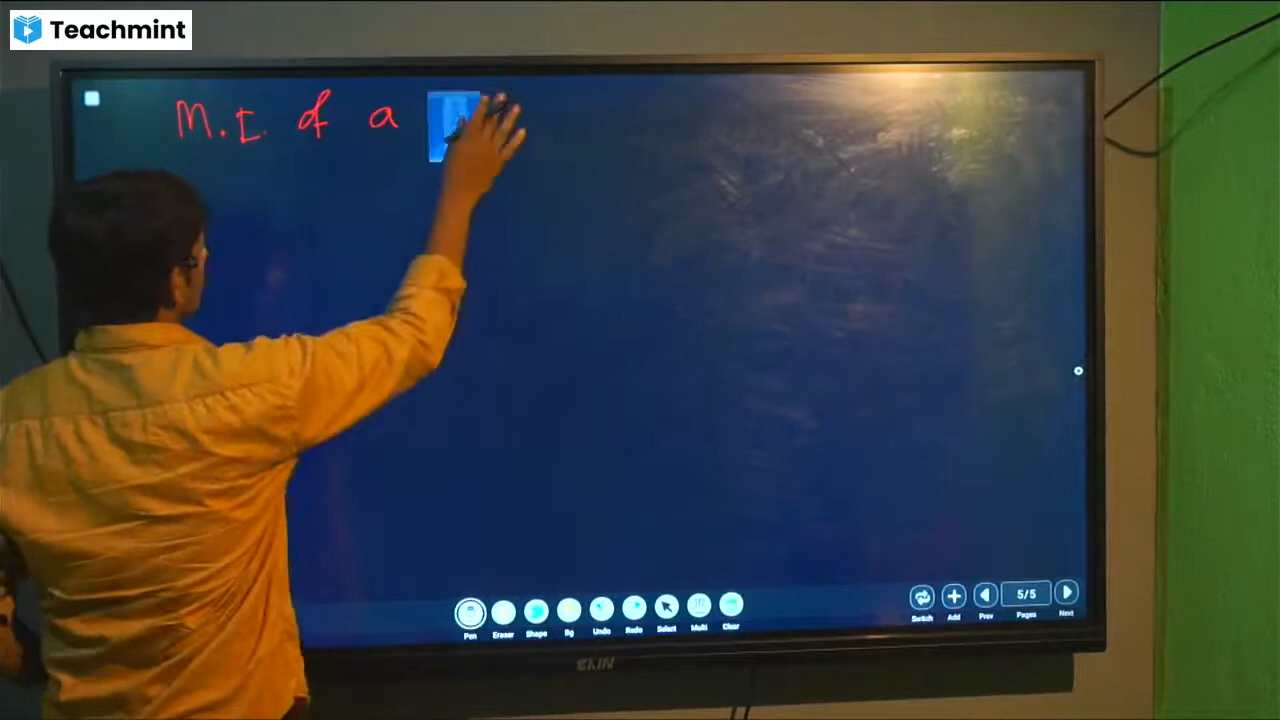 Teachmint
M.I. of a
Pen Eraser Shape Bg Undo Redo Select Multi Clear
Switch Add Prev 5/5 Pages Next